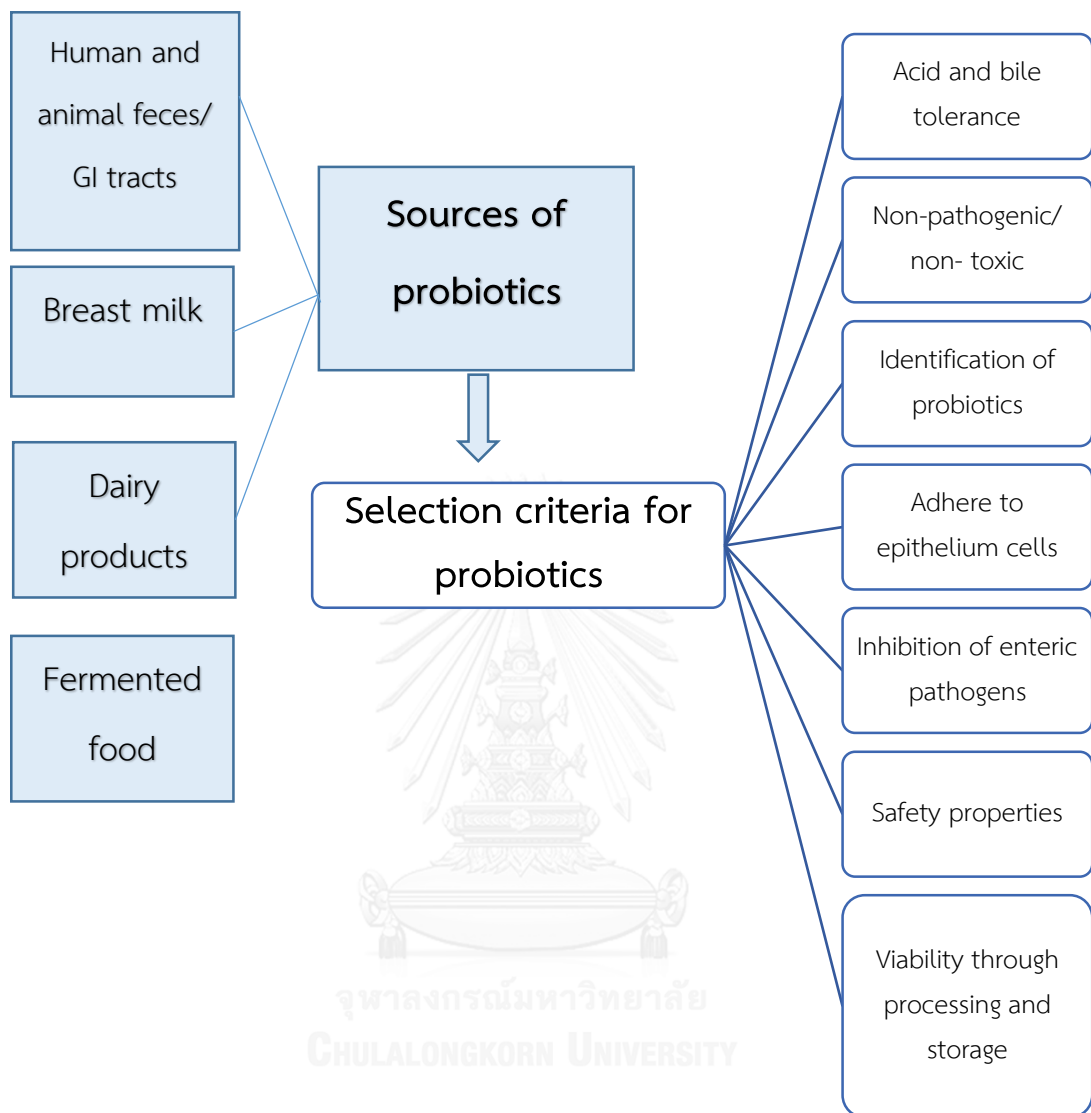 Human and
animal feces/
GI tracts
Breast milk
Dairy
products
Fermented
food
Sources of
probiotics
Selection criteria for
probiotics
Acid and bile
tolerance
Non-pathogenic/
non- toxic
Identification of
probiotics
Adhere to
epithelium cells
Inhibition of enteric
pathogens
Safety properties
Viability through
processing and
storage
จุฬาลงกรณ์มหาวิทยาลัย
CHULALONGKORN UNIVERSITY